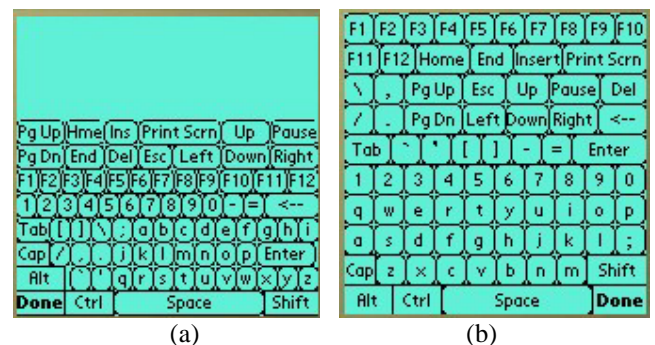 Pg Up Hme Ins Print Scrn Up Pause
Pg Dn End Del Esc Left Down Right
F1 F2 F3 F4 F5 F6 F7 F8 F9 F10 F11 F12
1 2 3 4 5 6 7 8 9 0 - = <--
Tab [ ] \ ; a b c d e f g h i
Cap / , . j k l m n o p Enter
Alt ` ' q r s t u v w x y z
Done Ctrl Space Shift
(a)
F1 F2 F3 F4 F5 F6 F7 F8 F9 F10
F11 F12 Home End Insert Print Scrn
\ , Pg Up Esc Up Pause Del
/ . Pg Dn Left Down Right <--
Tab ` ' [ ] - = Enter
1 2 3 4 5 6 7 8 9 0
q w e r t y u i o p
a s d f g h j k l ;
Cap z x c v b n m Shift
Alt Ctrl Space Done
(b)